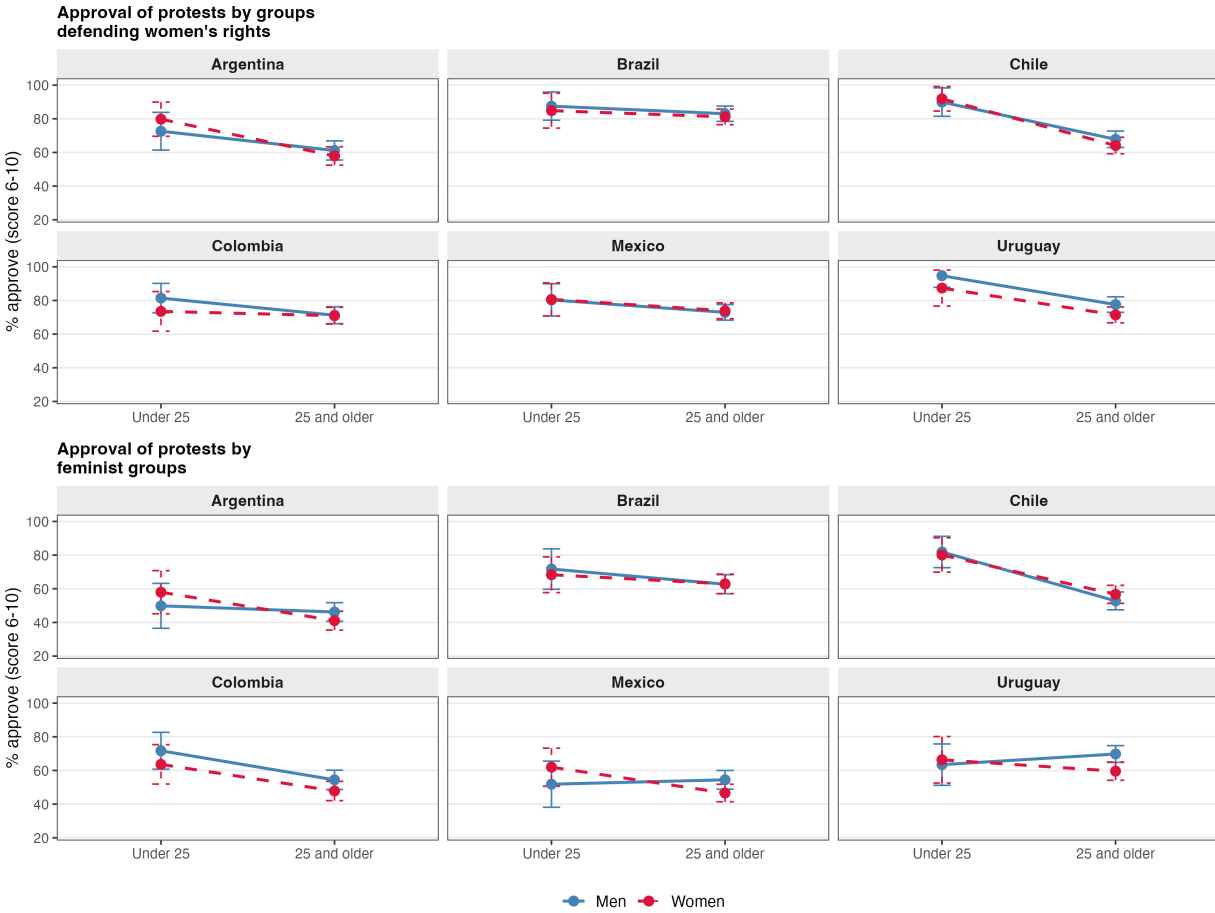 Approval of protests by groups
defending women's rights
Argentina
Brazil
Chile
100
80
60
40
20
Colombia
Mexico
Uruguay
100
80
60
40
20
% approve (score 6-10)
Under 25
25 and older
Under 25
25 and older
Under 25
25 and older
Approval of protests by
feminist groups
Argentina
Brazil
Chile
100
80
60
40
20
Colombia
Mexico
Uruguay
100
80
60
40
20
% approve (score 6-10)
Under 25
25 and older
Under 25
25 and older
Under 25
25 and older
Men
Women